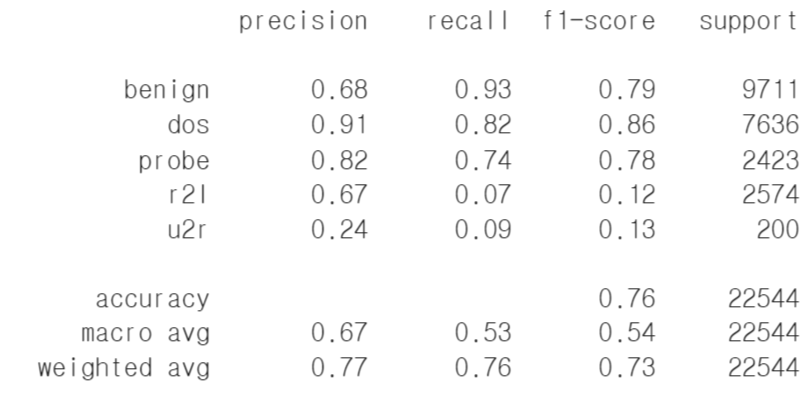 precision recall f1-score support
benign 0.68 0.93 0.79 9711
dos 0.91 0.82 0.86 7636
probe 0.82 0.74 0.78 2423
r2l 0.67 0.07 0.12 2574
u2r 0.24 0.09 0.13 200
accuracy 0.76 22544
macro avg 0.67 0.53 0.54 22544
weighted avg 0.77 0.76 0.73 22544